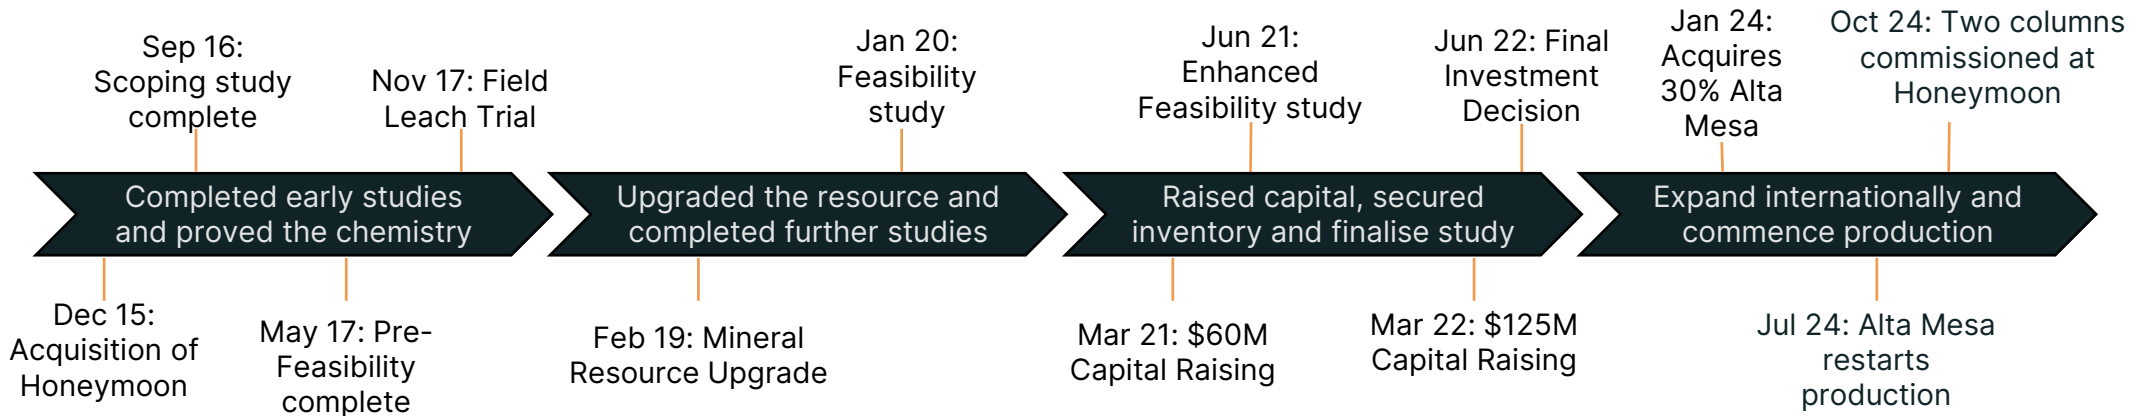 Sep 16:
Scoping study
complete
Nov 17: Field
Leach Trial
Jan 20:
Feasibility
study
Jun 21:
Enhanced
Feasibility study
Jun 22: Final
Investment
Decision
Jan 24:
Acquires
30% Alta
Mesa
Oct 24: Two columns
commissioned at
Honeymoon
Completed early studies
and proved the chemistry
Upgraded the resource and
completed further studies
Raised capital, secured
inventory and finalise study
Expand internationally and
commence production
Dec 15:
Acquisition of
Honeymoon
May 17: Pre-
Feasibility
complete
Feb 19: Mineral
Resource Upgrade
Mar 21: $60M
Capital Raising
Mar 22: $125M
Capital Raising
Jul 24: Alta Mesa
restarts
production